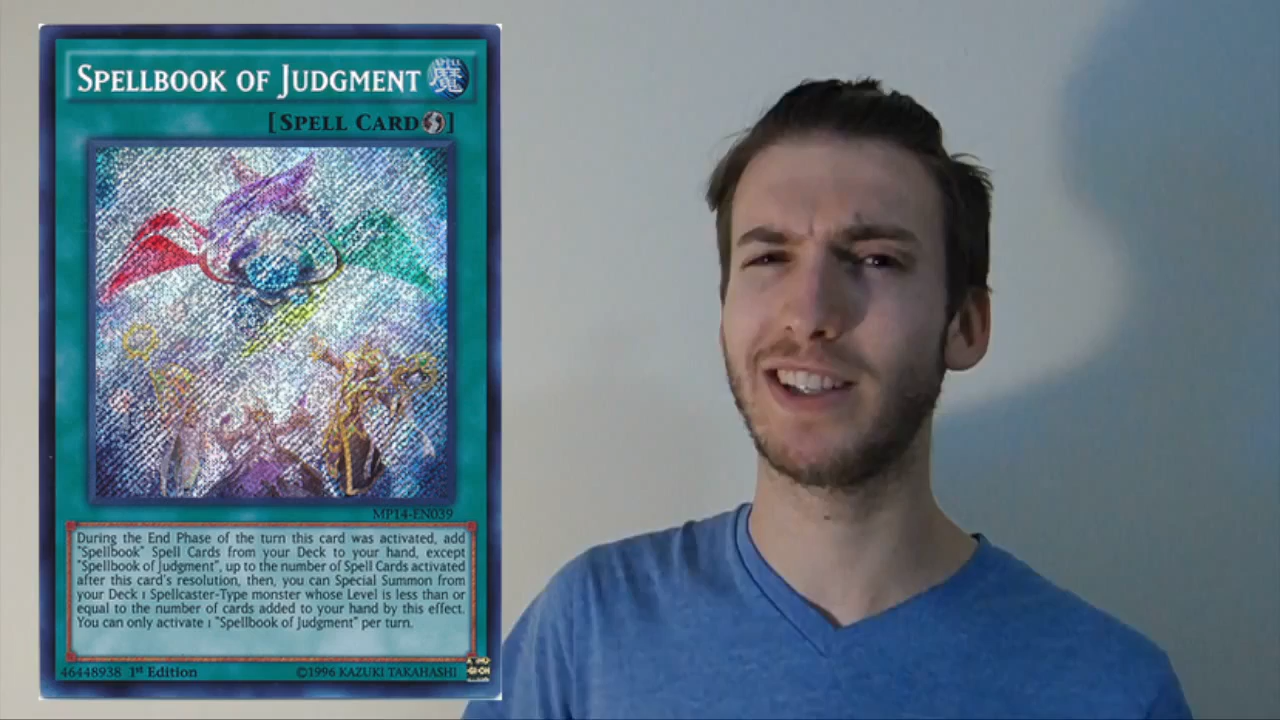 SPELLBOOK OF JUDGMENT
SPELL
魔
[SPELL CARD]
MP14-EN039
During the End Phase of the turn this card was activated, add
"Spellbook" Spell Cards from your Deck to your hand, except
"Spellbook of Judgment", up to the number of Spell Cards activated
after this card's resolution, then, you can Special Summon from
your Deck 1 Spellcaster-Type monster whose Level is less than or
equal to the number of cards added to your hand by this effect.
You can only activate 1 "Spellbook of Judgment" per turn.
46448938 1st Edition ©1996 KAZUKI TAKAHASHI